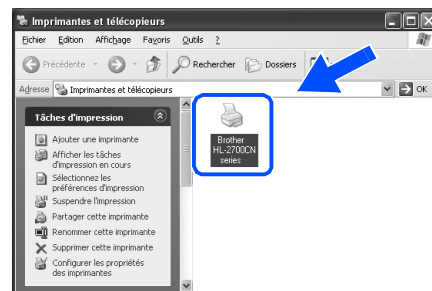 Imprimantes et télécopieurs
Fichier Edition Affichage Favoris Outils ?
Précédente Rechercher Dossiers
Adresse Imprimantes et télécopieurs OK
Tâches d'impression
Ajouter une imprimante
Afficher les tâches
d'impression en cours
Sélectionnez les
préférences d'impression
Suspendre l'impression
Partager cette imprimante
Renommer cette imprimante
Supprimer cette imprimante
Configurer les propriétés
des imprimantes
Brother
HL-2700CN
series